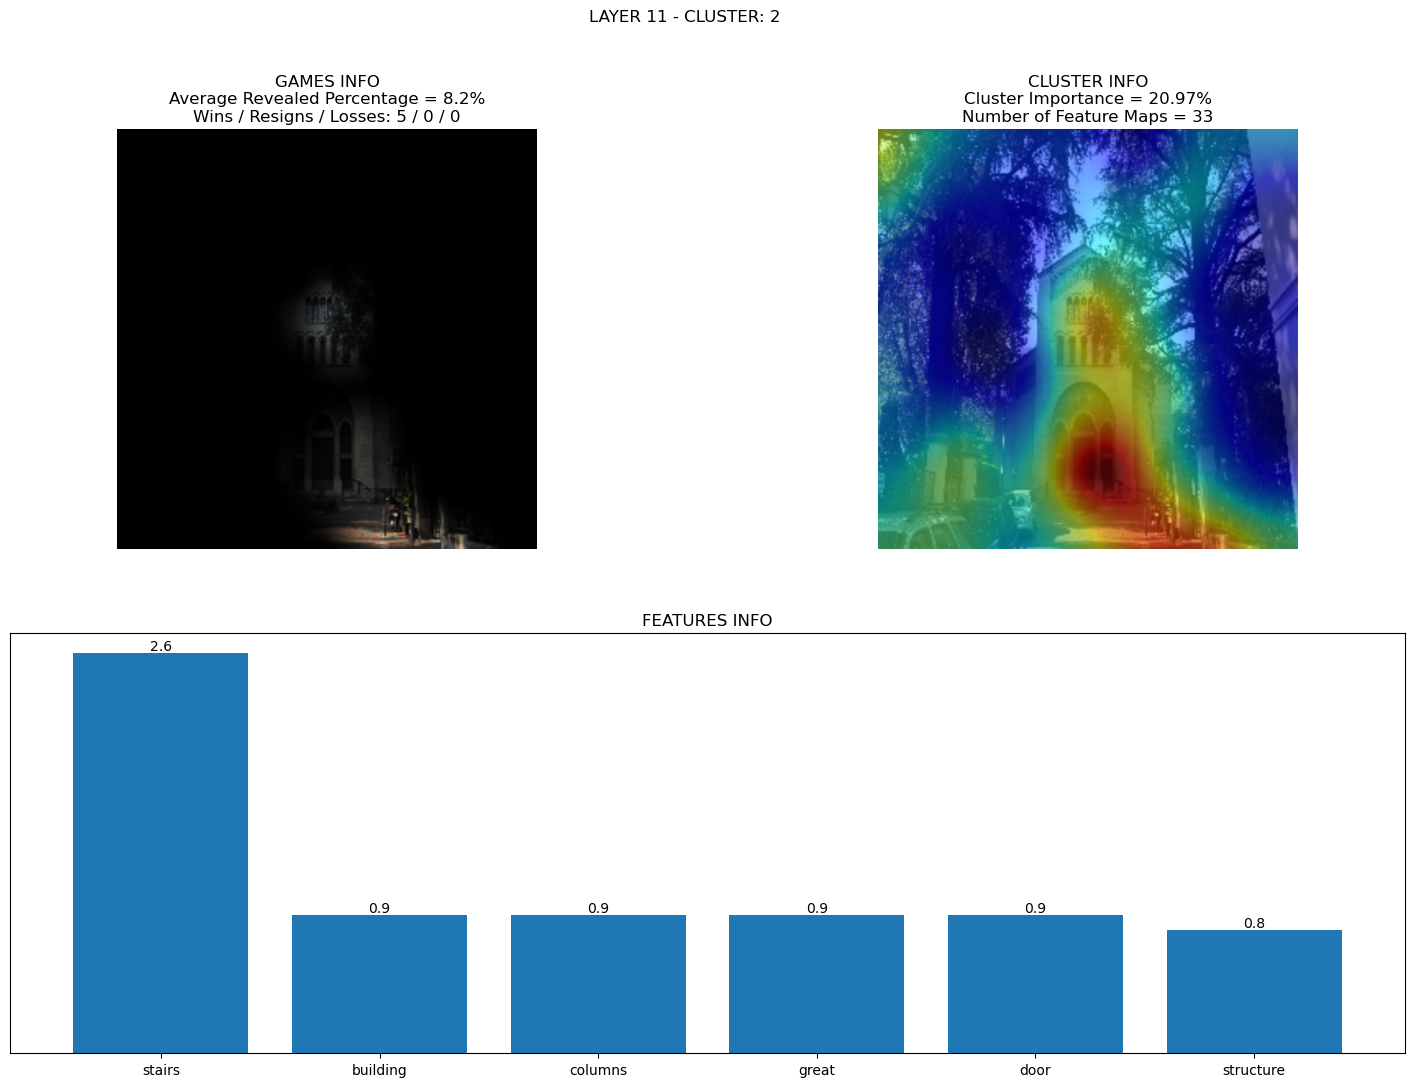 LAYER 11 - CLUSTER: 2
GAMES INFO
Average Revealed Percentage = 8.2%
Wins / Resigns / Losses: 5 / 0 / 0
CLUSTER INFO
Cluster Importance = 20.97%
Number of Feature Maps = 33
FEATURES INFO
2.6
0.9
0.9
0.9
0.9
0.8
stairs
building
columns
great
door
structure